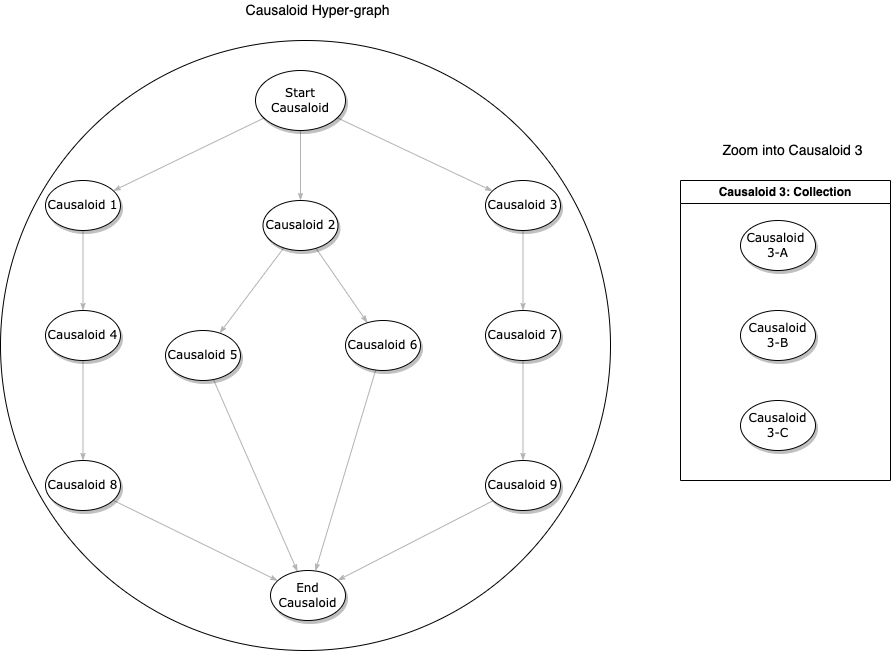 Causaloid Hyper-graph
Start
Causaloid
Causaloid 1
Causaloid 2
Causaloid 3
Causaloid 4
Causaloid 5
Causaloid 6
Causaloid 7
Causaloid 8
Causaloid 9
End
Causaloid
Zoom into Causaloid 3
Causaloid 3: Collection
Causaloid
3-A
Causaloid
3-B
Causaloid
3-C